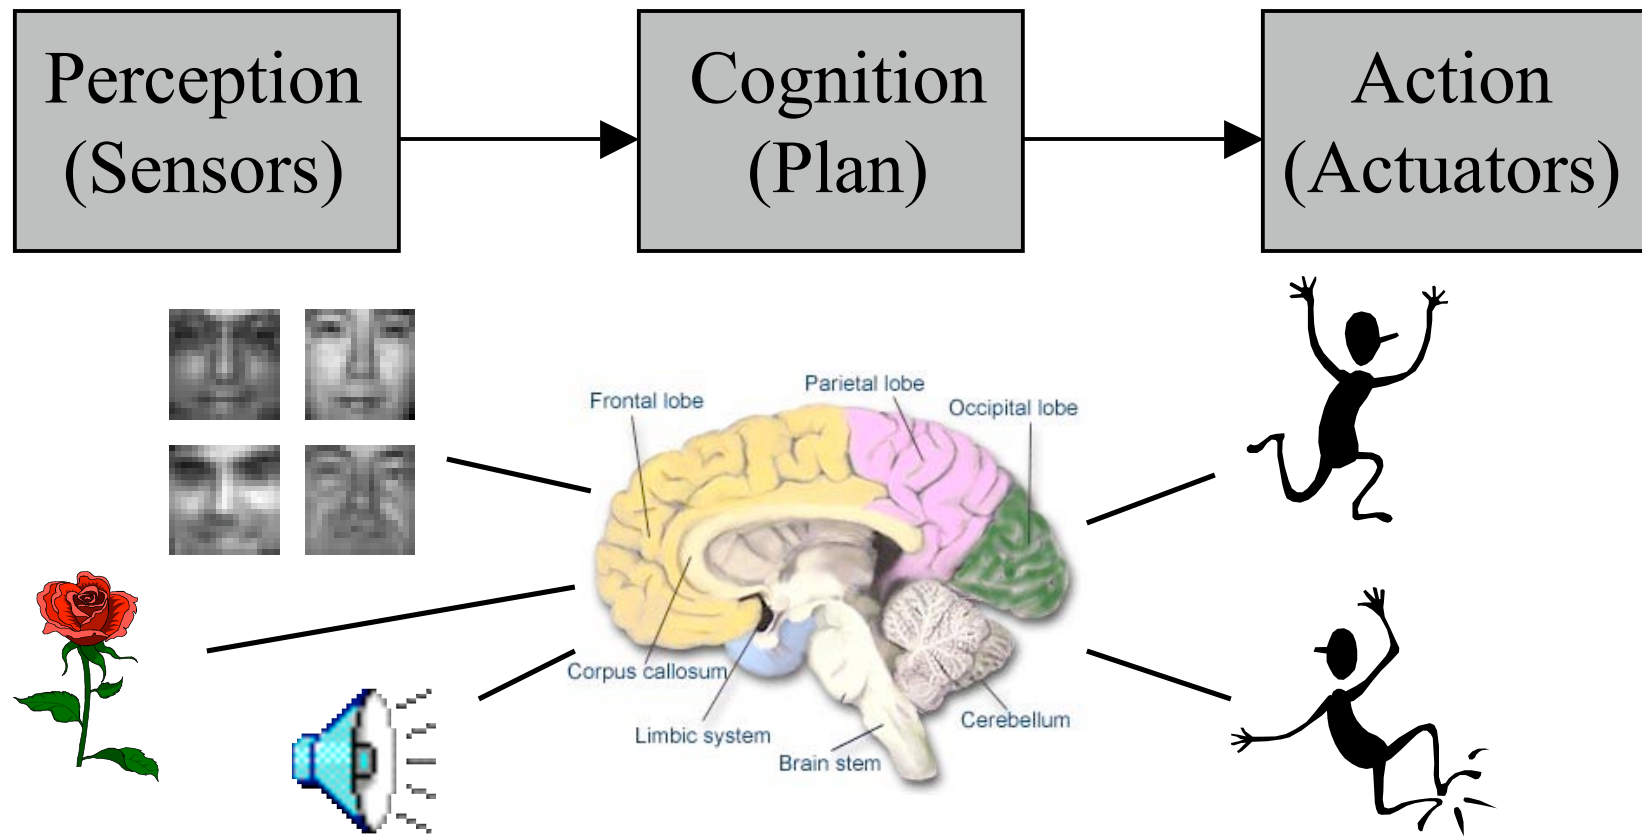 Perception
(Sensors)
Cognition
(Plan)
Action
(Actuators)
Frontal lobe
Parietal lobe
Occipital lobe
Corpus callosum
Limbic system
Brain stem
Cerebellum